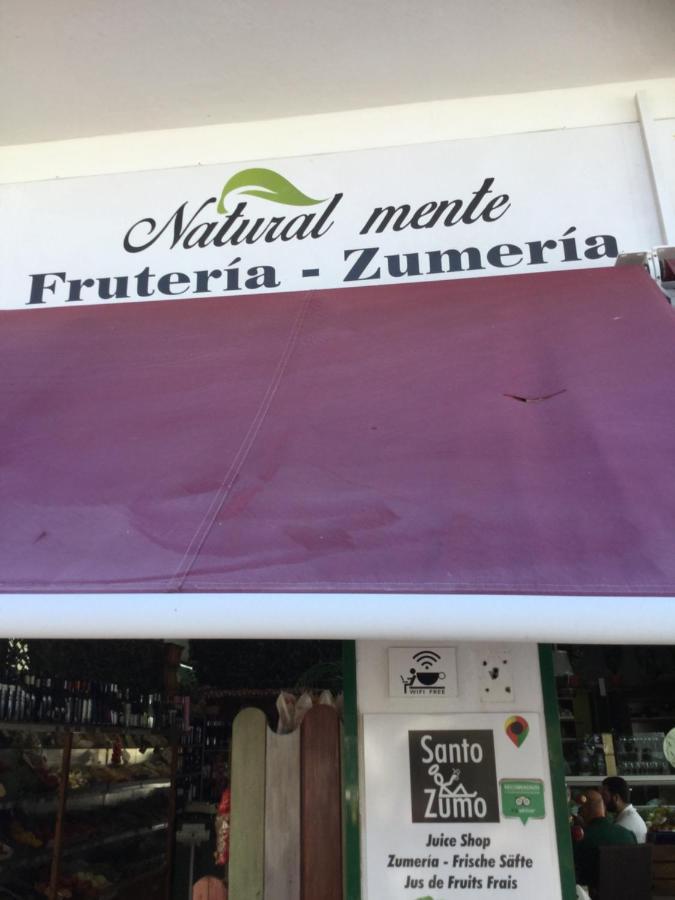 Natural mente
Frutería - Zumería
WIFI FREE
Santo
Zumo
Juice Shop
Zumería - Frische Säfte
Jus de Fruits Frais